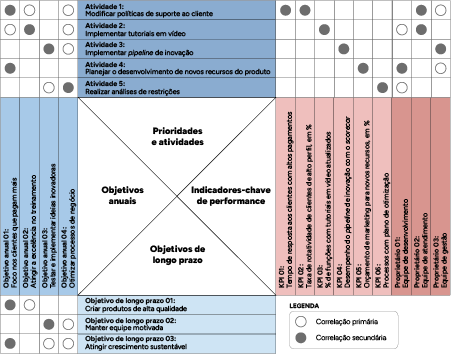 Atividade 1:
Modificar políticas de suporte ao cliente
Atividade 2:
Implementar tutoriais em vídeo
Atividade 3:
Implementar pipeline de inovação
Atividade 4:
Planejar o desenvolvimento de novos recursos do produto
Atividade 5:
Realizar análises de restrições
Objetivo anual 01:
Foco nos clientes que pagam mais
Objetivo anual 02:
Atingir a excelência no treinamento
Objetivo anual 03:
Testar e implementar ideias inovadoras
Objetivo anual 04:
Otimizar processos de negócio
Prioridades
e atividades
Objetivos
anuais
Indicadores-chave
de performance
Objetivos de
longo prazo
KPI 01:
Tempo de resposta aos clientes com altos pagamentos
KPI 02:
Taxa de rotatividade de clientes de alto perfil, em %
KPI 03:
% de funções com tutoriais em vídeo atualizados
KPI 04:
Desempenho do pipeline de inovação com o scorecard
KPI 05:
Orçamento de marketing para novos recursos, em %
KPI 06:
Processos com plano de otimização
Proprietário 01:
Equipe de desenvolvimento
Proprietário 02:
Equipe de atendimento
Proprietário 03:
Equipe de gestão
Objetivo de longo prazo 01:
Criar produtos de alta qualidade
Objetivo de longo prazo 02:
Manter equipe motivada
Objetivo de longo prazo 03:
Atingir crescimento sustentável
LEGENDA
Correlação primária
Correlação secundária